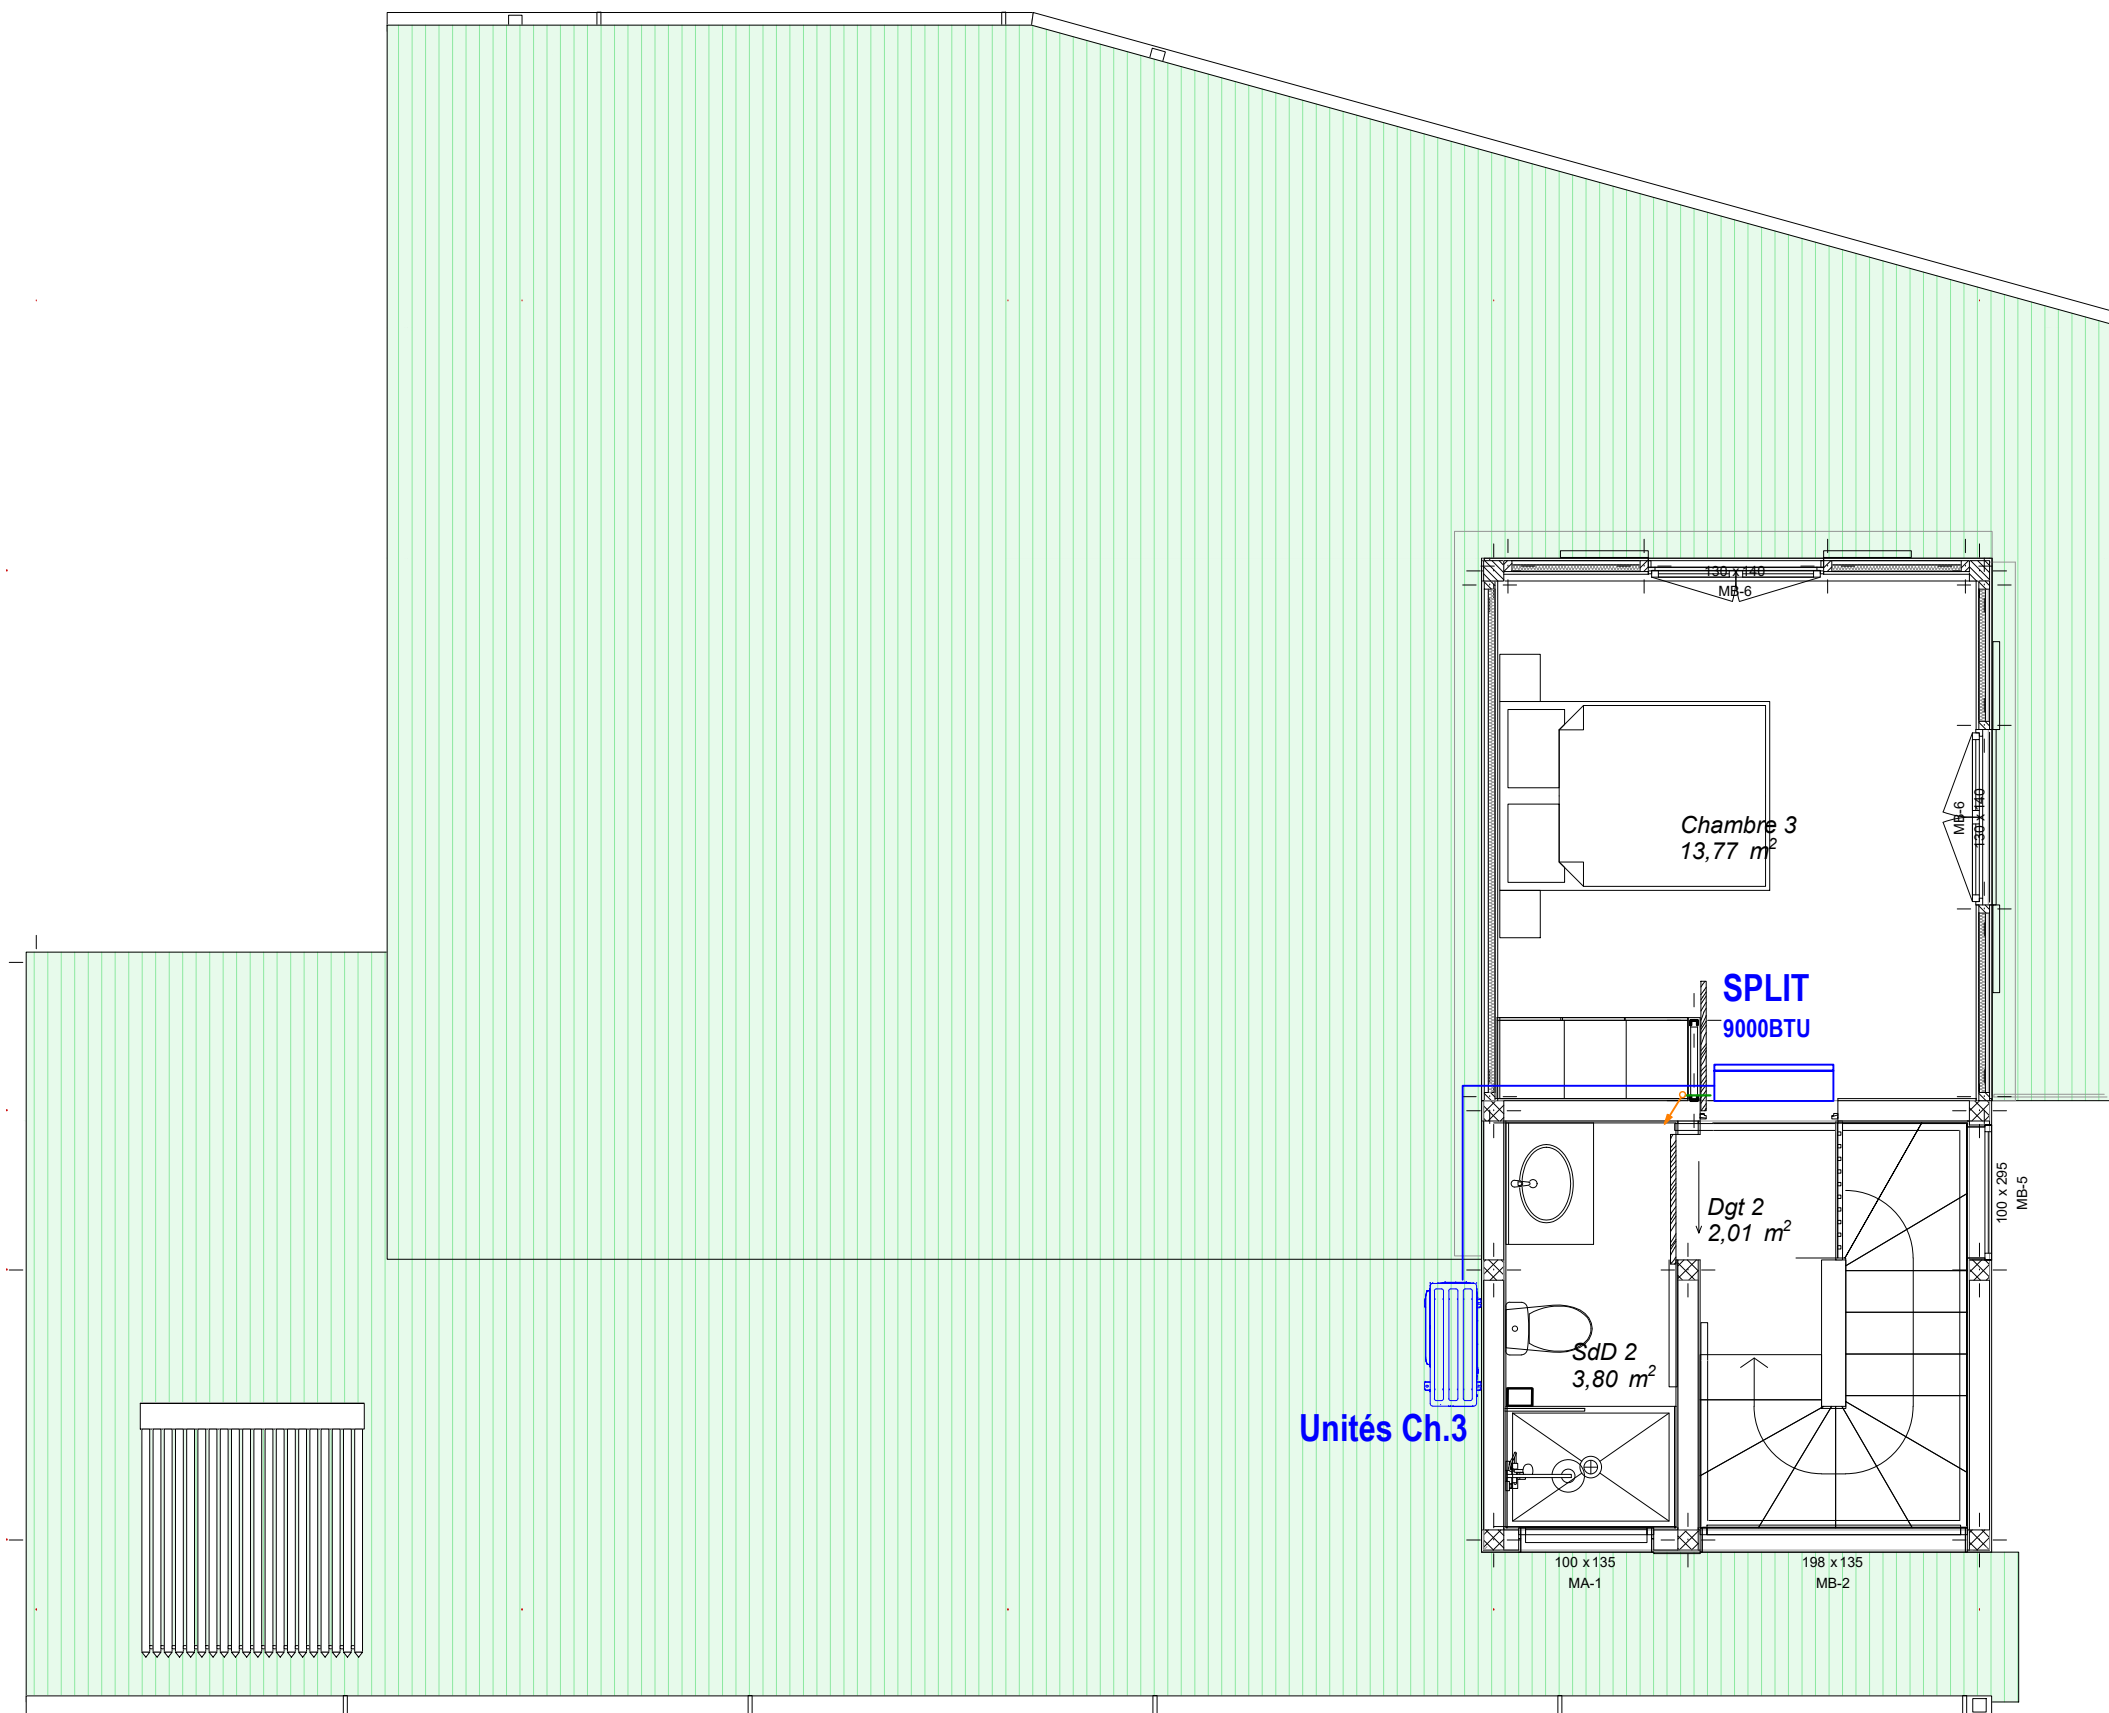 130 x 140
MB-6
Chambre 3
13,77 m²
MB-6
130 x 140
SPLIT
9000BTU
Dgt 2
2,01 m²
100 x 295
MB-5
SdD 2
3,80 m²
Unités Ch.3
100 x 135
MA-1
198 x 135
MB-2